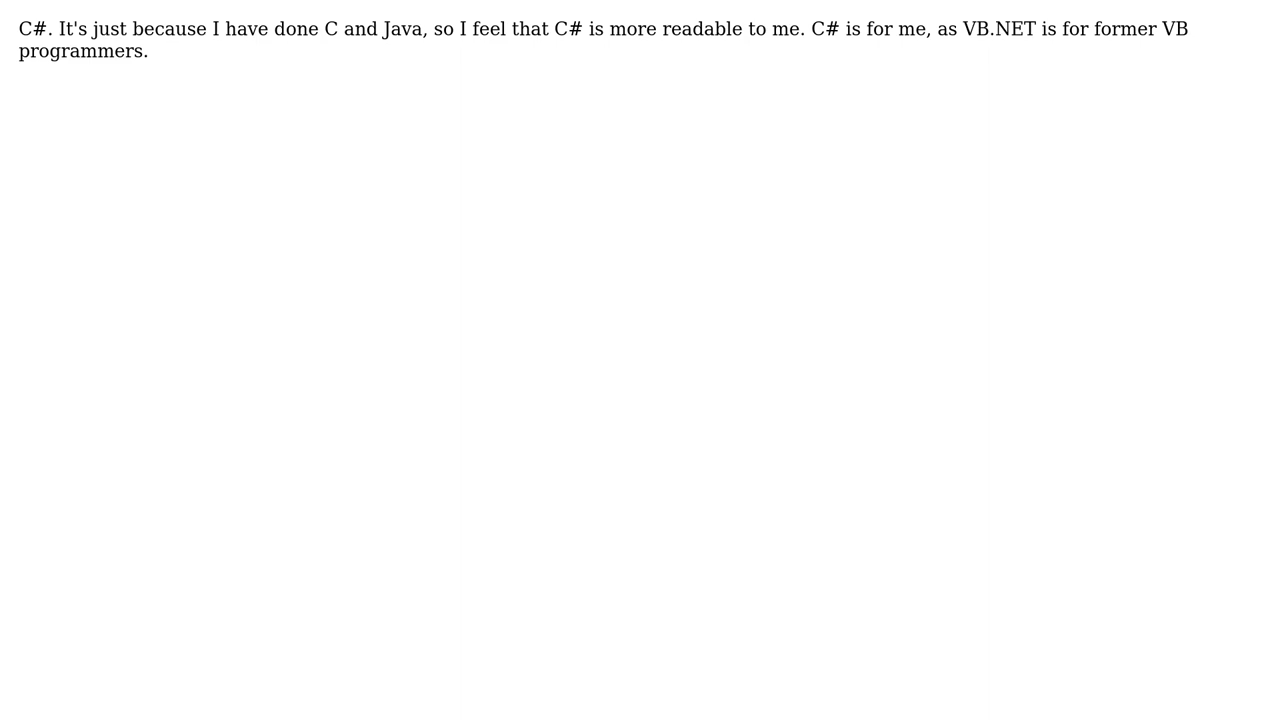 C#. It's just because I have done C and Java, so I feel that C# is more readable to me. C# is for me, as VB.NET is for former VB
programmers.